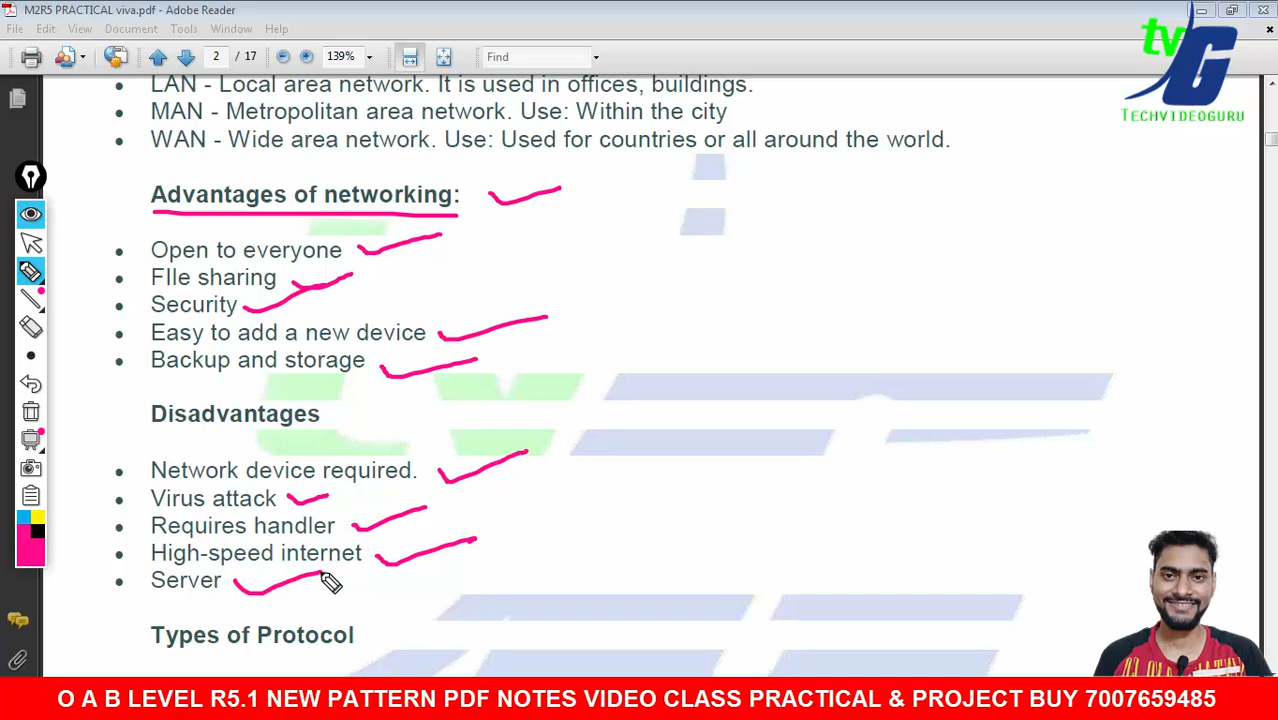 M2R5 PRACTICAL viva.pdf - Adobe Reader
File Edit View Document Tools Window Help
2 / 17 139% Find
tv G
TECHVIDEOGURU
LAN - Local area network. It is used in offices, buildings.
MAN - Metropolitan area network. Use: Within the city
WAN - Wide area network. Use: Used for countries or all around the world.
Advantages of networking:
Open to everyone
FIle sharing
Security
Easy to add a new device
Backup and storage
Disadvantages
Network device required.
Virus attack
Requires handler
High-speed internet
Server
Types of Protocol
O A B LEVEL R5.1 NEW PATTERN PDF NOTES VIDEO CLASS PRACTICAL & PROJECT BUY 7007659485